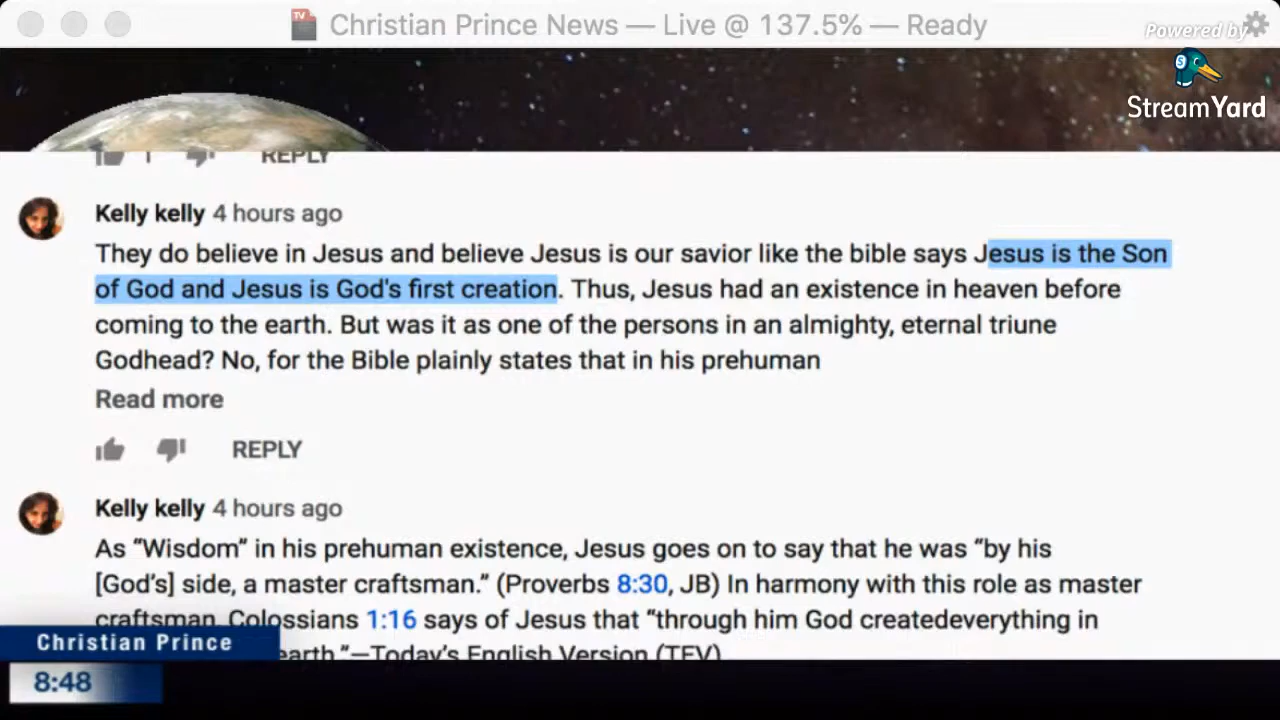 TV
Christian Prince News — Live @ 137.5% — Ready
Powered by
S
StreamYard
1 REPLY
Kelly kelly 4 hours ago
They do believe in Jesus and believe Jesus is our savior like the bible says Jesus is the Son
of God and Jesus is God's first creation. Thus, Jesus had an existence in heaven before
coming to the earth. But was it as one of the persons in an almighty, eternal triune
Godhead? No, for the Bible plainly states that in his prehuman
Read more
REPLY
Kelly kelly 4 hours ago
As “Wisdom” in his prehuman existence, Jesus goes on to say that he was “by his
[God’s] side, a master craftsman.” (Proverbs 8:30, JB) In harmony with this role as master
craftsman, Colossians 1:16 says of Jesus that “through him God createdeverything in
earth.”—Today’s English Version (TEV)
Christian Prince
8:48